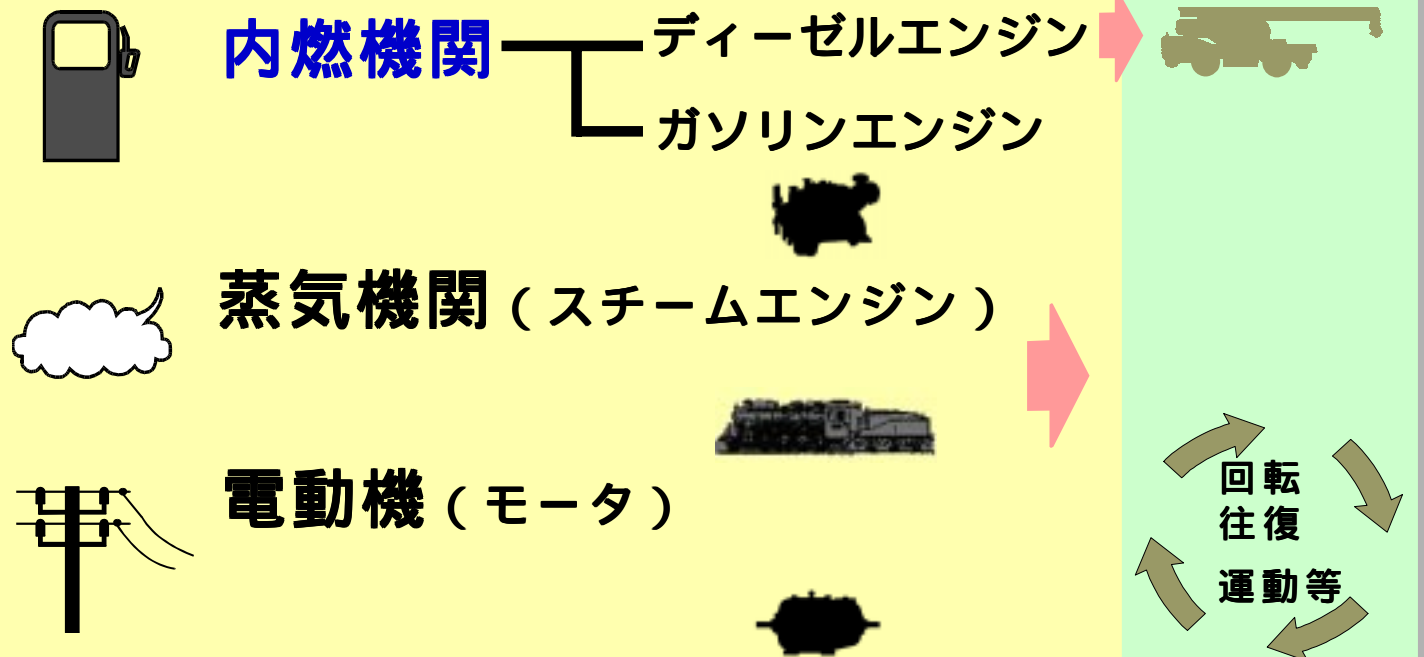 内燃機関
ディーゼルエンジン
ガソリンエンジン
蒸気機関（スチームエンジン）
電動機（モータ）
回転
往復
運動等